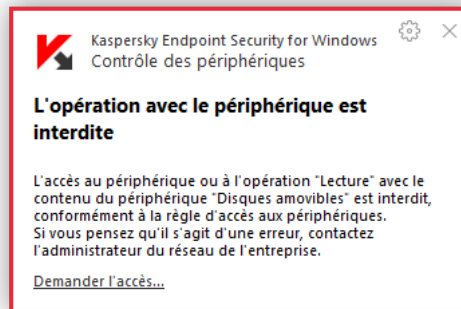 Kaspersky Endpoint Security for Windows
Contrôle des périphériques
L'opération avec le périphérique est
interdite
L'accès au périphérique ou à l'opération "Lecture" avec le
contenu du périphérique "Disques amovibles" est interdit,
conformément à la règle d'accès aux périphériques.
Si vous pensez qu'il s'agit d'une erreur, contactez
l'administrateur du réseau de l'entreprise.
Demander l'accès...